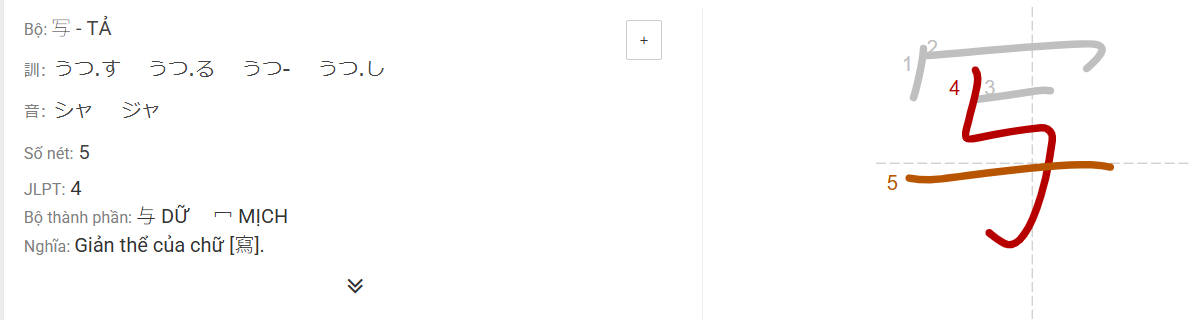 Bộ: 写 - TẢ
+
訓: うつ.す うつ.る うつ- うつ.し
音: シャ ジャ
Số nét: 5
JLPT: 4
Bộ thành phần: 与 DỮ 冖 MỊCH
Nghĩa: Giản thể của chữ [寫].
写
1
2
3
4
5